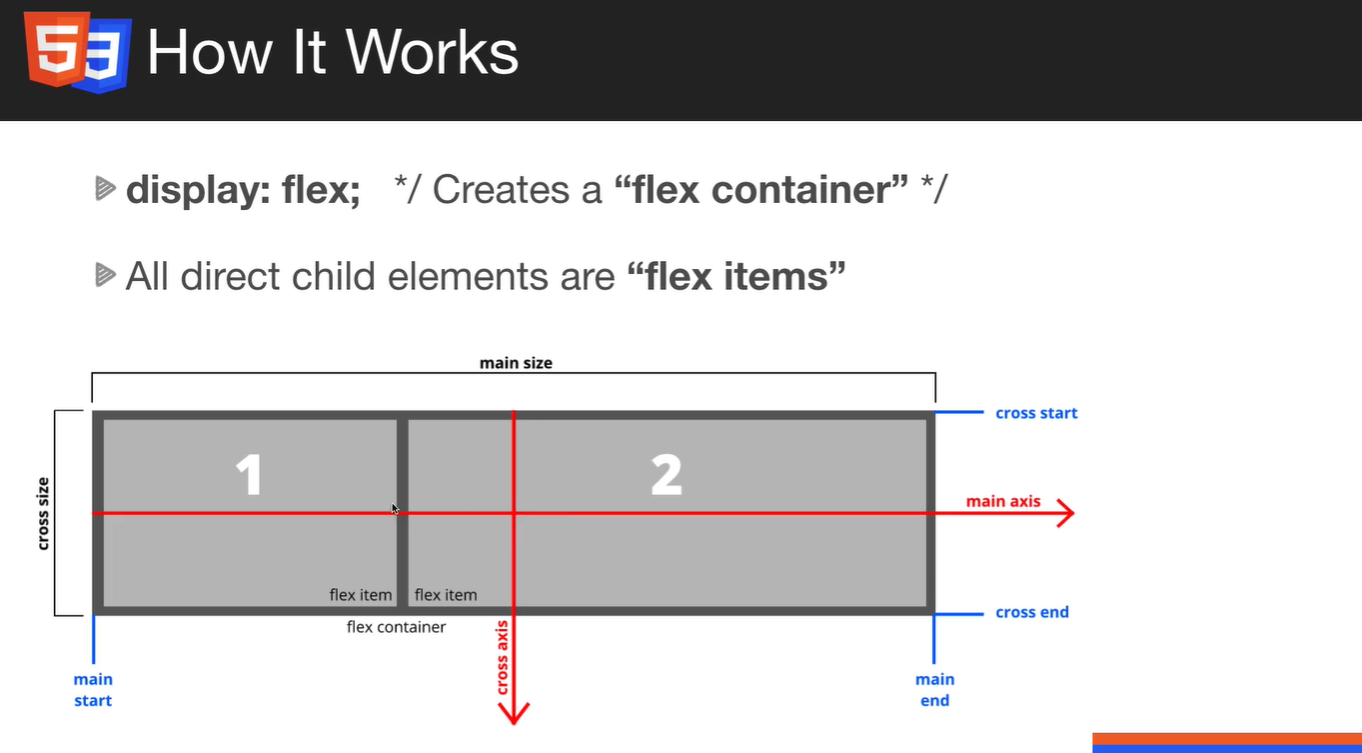 5 3 How It Works
display: flex; */ Creates a “flex container” */
All direct child elements are “flex items”
main size
cross start
cross size
1
2
main axis
flex item
flex item
cross end
flex container
cross axis
main
start
main
end